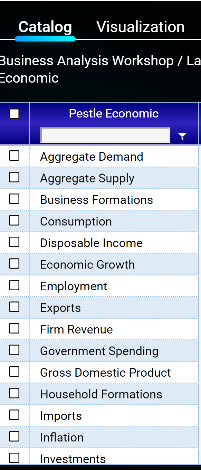 Catalog Visualization
Business Analysis Workshop / La
Economic
Pestle Economic
Aggregate Demand
Aggregate Supply
Business Formations
Consumption
Disposable Income
Economic Growth
Employment
Exports
Firm Revenue
Government Spending
Gross Domestic Product
Household Formations
Imports
Inflation
Investments